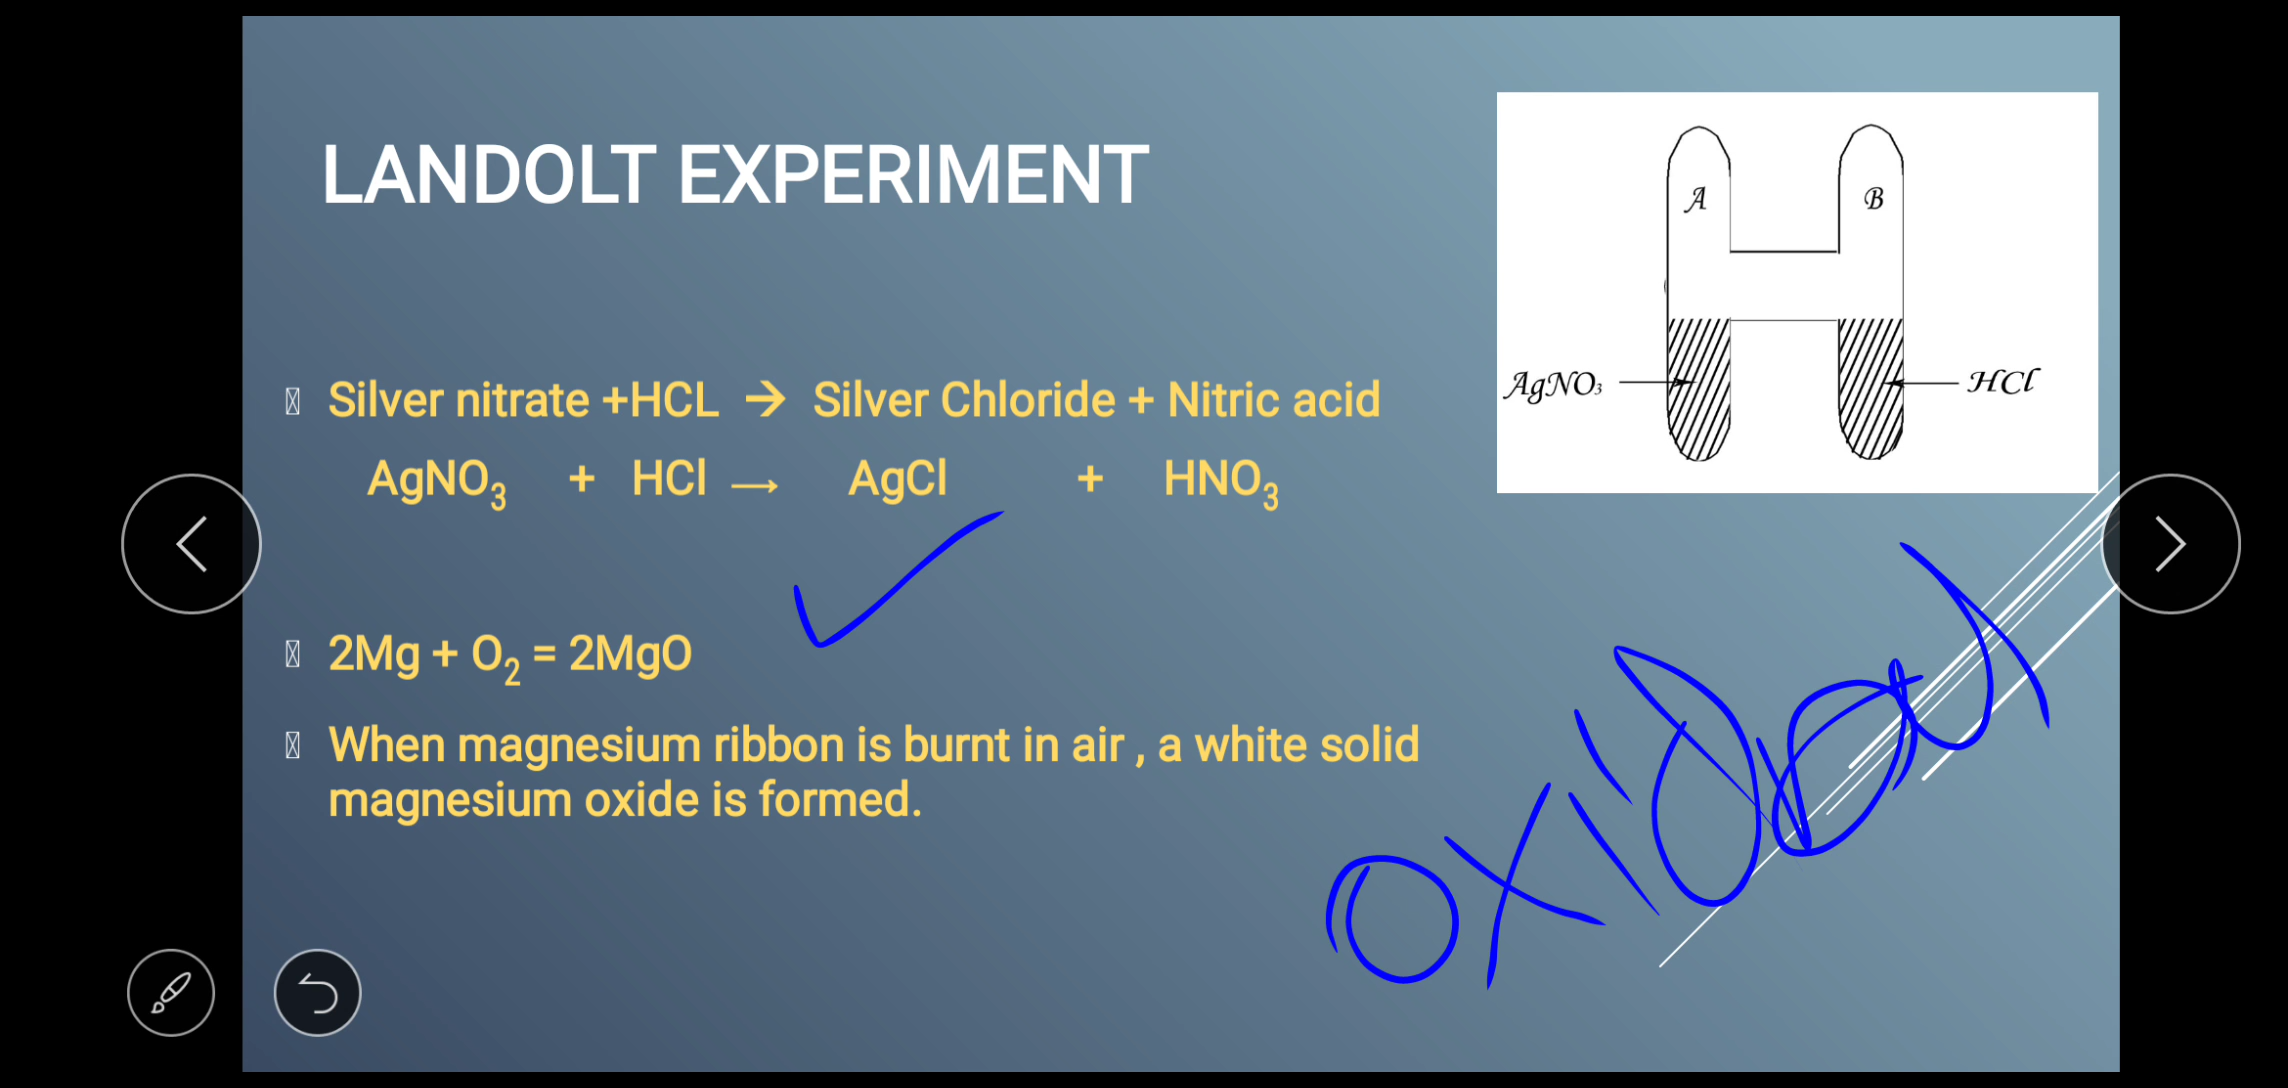 LANDOLT EXPERIMENT
A
B
AgNO₃
HCl
Silver nitrate +HCL → Silver Chloride + Nitric acid
AgNO₃ + HCl → AgCl + HNO₃
2Mg + O₂ = 2MgO
When magnesium ribbon is burnt in air , a white solid
magnesium oxide is formed.